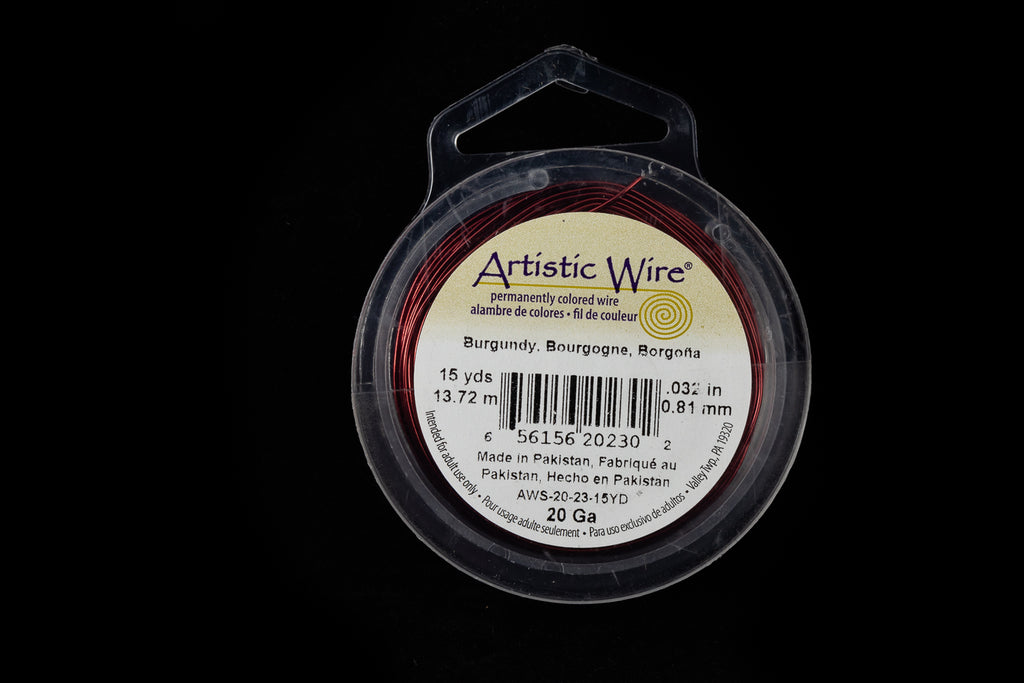 Artistic Wire®
permanently colored wire
alambre de colores • fil de couleur
Burgundy, Bourgogne, Borgoña
15 yds
13.72 m
.032 in
0.81 mm
6 56156 20230 2
Made in Pakistan, Fabriqué au
Pakistan, Hecho en Pakistan
AWS-20-23-15YD
20 Ga
Intended for adult use only • Pour usage adulte seulement • Para uso exclusivo de adultos • Valley Twp, PA 19320